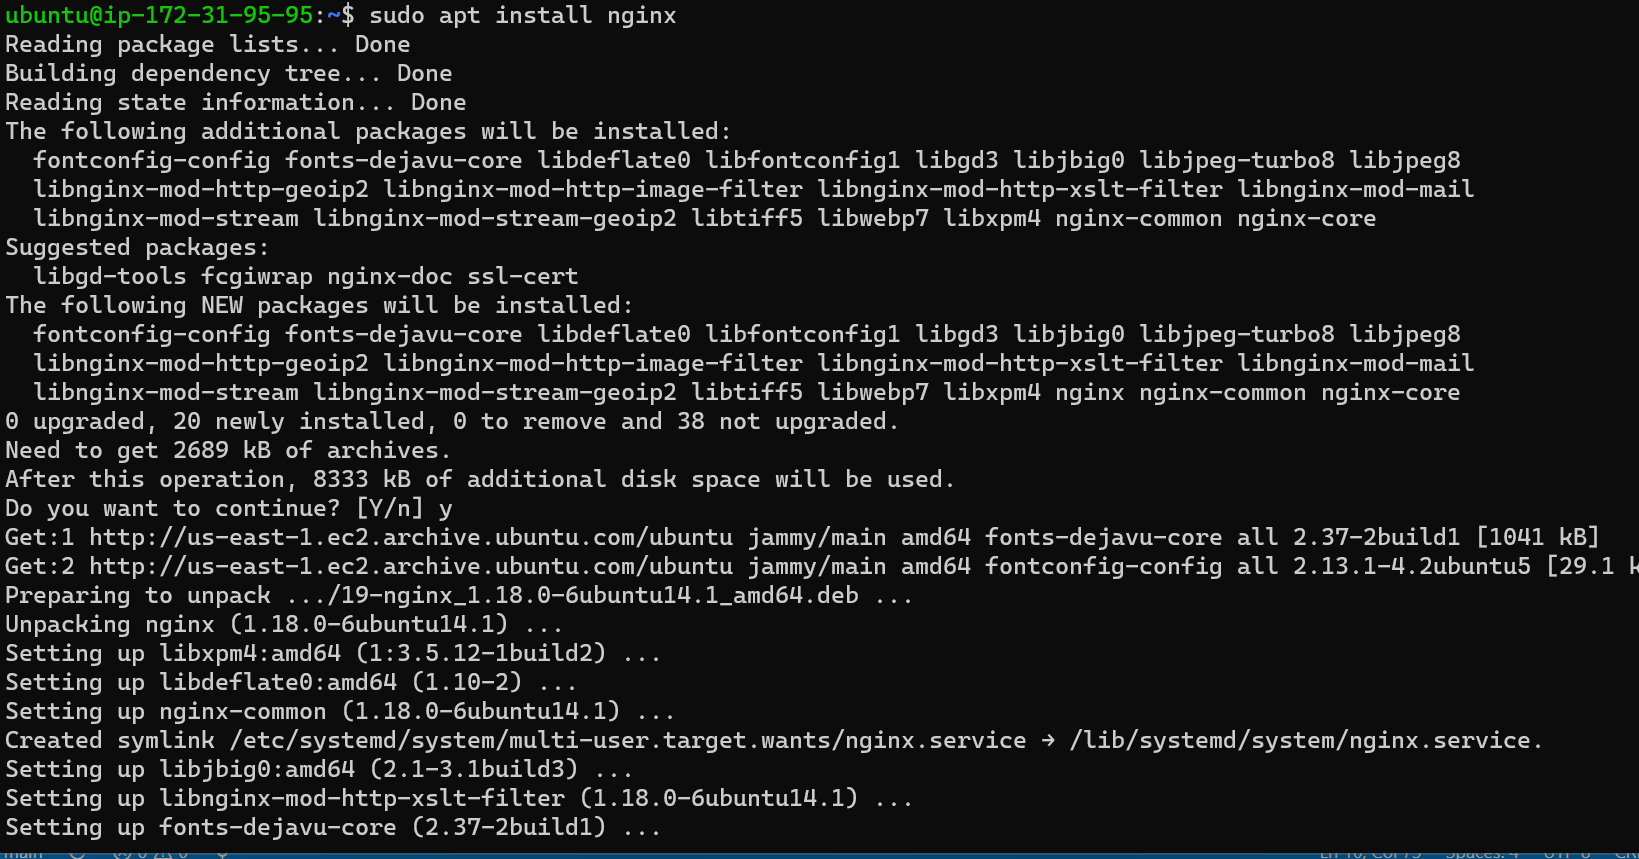 ubuntu@ip-172-31-95-95:~$ sudo apt install nginx
Reading package lists... Done
Building dependency tree... Done
Reading state information... Done
The following additional packages will be installed:
  fontconfig-config fonts-dejavu-core libdeflate0 libfontconfig1 libgd3 libjbig0 libjpeg-turbo8 libjpeg8
  libnginx-mod-http-geoip2 libnginx-mod-http-image-filter libnginx-mod-http-xslt-filter libnginx-mod-mail
  libnginx-mod-stream libnginx-mod-stream-geoip2 libtiff5 libwebp7 libxpm4 nginx-common nginx-core
Suggested packages:
  libgd-tools fcgiwrap nginx-doc ssl-cert
The following NEW packages will be installed:
  fontconfig-config fonts-dejavu-core libdeflate0 libfontconfig1 libgd3 libjbig0 libjpeg-turbo8 libjpeg8
  libnginx-mod-http-geoip2 libnginx-mod-http-image-filter libnginx-mod-http-xslt-filter libnginx-mod-mail
  libnginx-mod-stream libnginx-mod-stream-geoip2 libtiff5 libwebp7 libxpm4 nginx nginx-common nginx-core
0 upgraded, 20 newly installed, 0 to remove and 38 not upgraded.
Need to get 2689 kB of archives.
After this operation, 8333 kB of additional disk space will be used.
Do you want to continue? [Y/n] y
Get:1 http://us-east-1.ec2.archive.ubuntu.com/ubuntu jammy/main amd64 fonts-dejavu-core all 2.37-2build1 [1041 kB]
Get:2 http://us-east-1.ec2.archive.ubuntu.com/ubuntu jammy/main amd64 fontconfig-config all 2.13.1-4.2ubuntu5 [29.1 k
Preparing to unpack .../19-nginx_1.18.0-6ubuntu14.1_amd64.deb ...
Unpacking nginx (1.18.0-6ubuntu14.1) ...
Setting up libxpm4:amd64 (1:3.5.12-1build2) ...
Setting up libdeflate0:amd64 (1.10-2) ...
Setting up nginx-common (1.18.0-6ubuntu14.1) ...
Created symlink /etc/systemd/system/multi-user.target.wants/nginx.service → /lib/systemd/system/nginx.service.
Setting up libjbig0:amd64 (2.1-3.1build3) ...
Setting up libnginx-mod-http-xslt-filter (1.18.0-6ubuntu14.1) ...
Setting up fonts-dejavu-core (2.37-2build1) ...